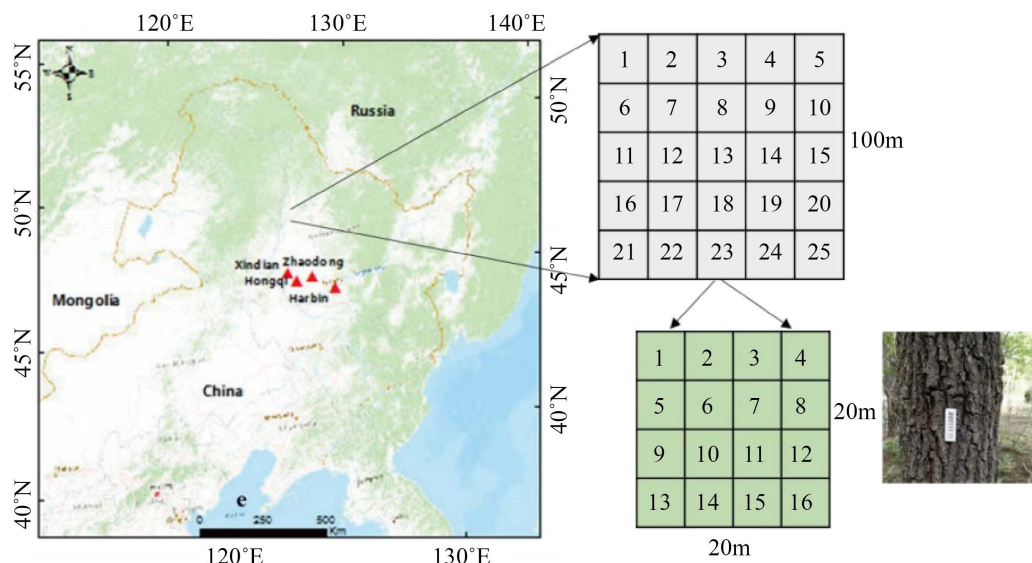 120°E 130°E 140°E
55°N
50°N
45°N
40°N
N
S
Russia
Xindian Zhaodong
Hongqi
Harbin
Mongolia
China
e
0 250 500
Km
120°E 130°E
50°N
45°N
40°N
1 2 3 4 5
6 7 8 9 10
11 12 13 14 15
16 17 18 19 20
21 22 23 24 25
100m
1 2 3 4
5 6 7 8
9 10 11 12
13 14 15 16
20m
20m